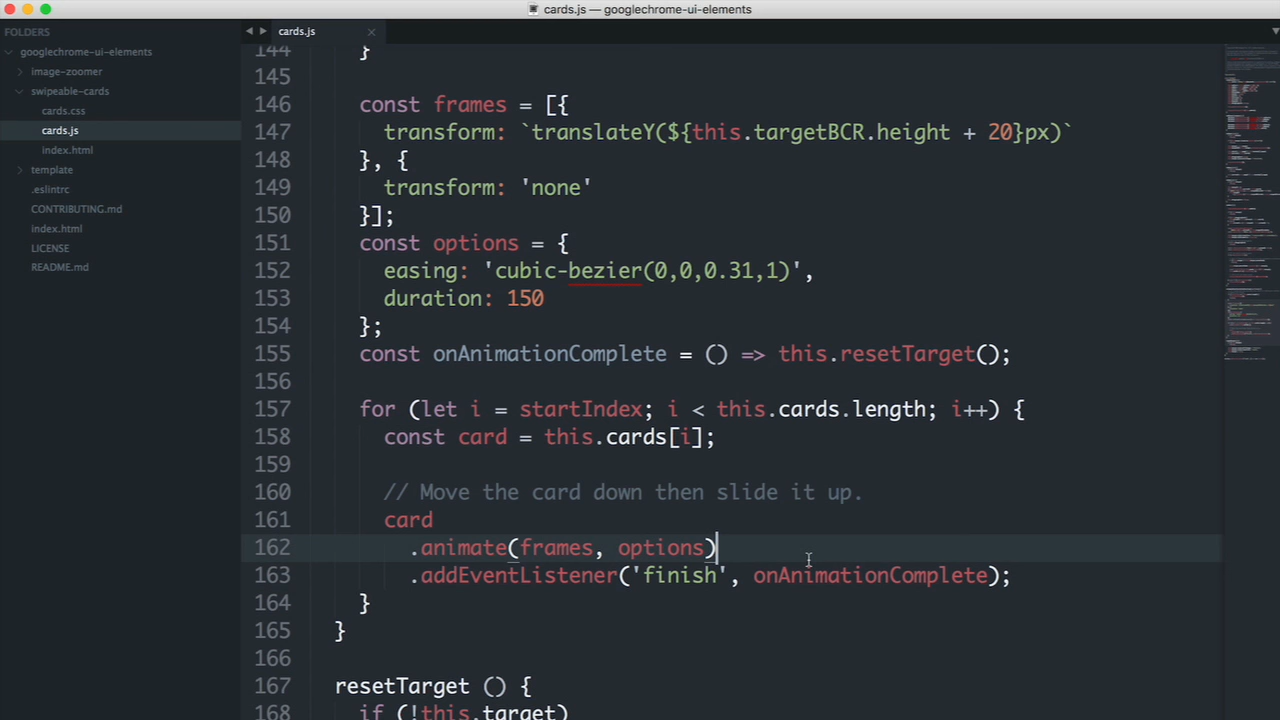 cards.js — googlechrome-ui-elements
FOLDERS
googlechrome-ui-elements
image-zoomer
swipeable-cards
cards.css
cards.js
index.html
template
.eslintrc
CONTRIBUTING.md
index.html
LICENSE
README.md
cards.js
144 }
145
146 const frames = [{
147 transform: `translateY(${this.targetBCR.height + 20}px)`
148 }, {
149 transform: 'none'
150 }];
151 const options = {
152 easing: 'cubic-bezier(0,0,0.31,1)',
153 duration: 150
154 };
155 const onAnimationComplete = () => this.resetTarget();
156
157 for (let i = startIndex; i < this.cards.length; i++) {
158 const card = this.cards[i];
159
160 // Move the card down then slide it up.
161 card
162 .animate(frames, options)
163 .addEventListener('finish', onAnimationComplete);
164 }
165 }
166
167 resetTarget () {
168 if (!this.target)